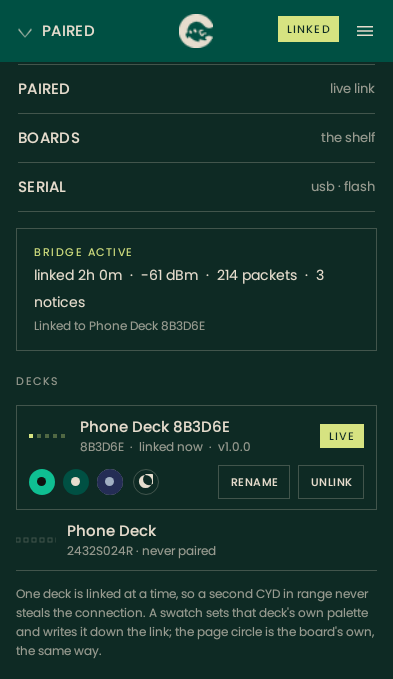 PAIRED
LINKED
PAIRED live link
BOARDS the shelf
SERIAL usb · flash
BRIDGE ACTIVE
linked 2h 0m · -61 dBm · 214 packets · 3
notices
Linked to Phone Deck 8B3D6E
DECKS
Phone Deck 8B3D6E
8B3D6E · linked now · v1.0.0
LIVE
RENAME
UNLINK
Phone Deck
2432S024R · never paired
One deck is linked at a time, so a second CYD in range never
steals the connection. A swatch sets that deck's own palette
and writes it down the link; the page circle is the board's own,
the same way.